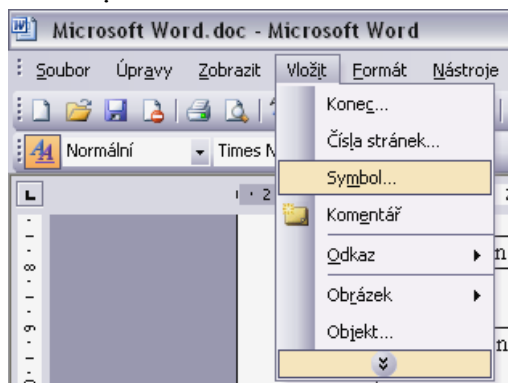 Microsoft Word.doc - Microsoft Word
Soubor Úpravy Zobrazit Vložit Formát Nástroje
Normální Times N
Konec...
Čísla stránek...
Symbol...
Komentář
Odkaz
Obrázek
Objekt...